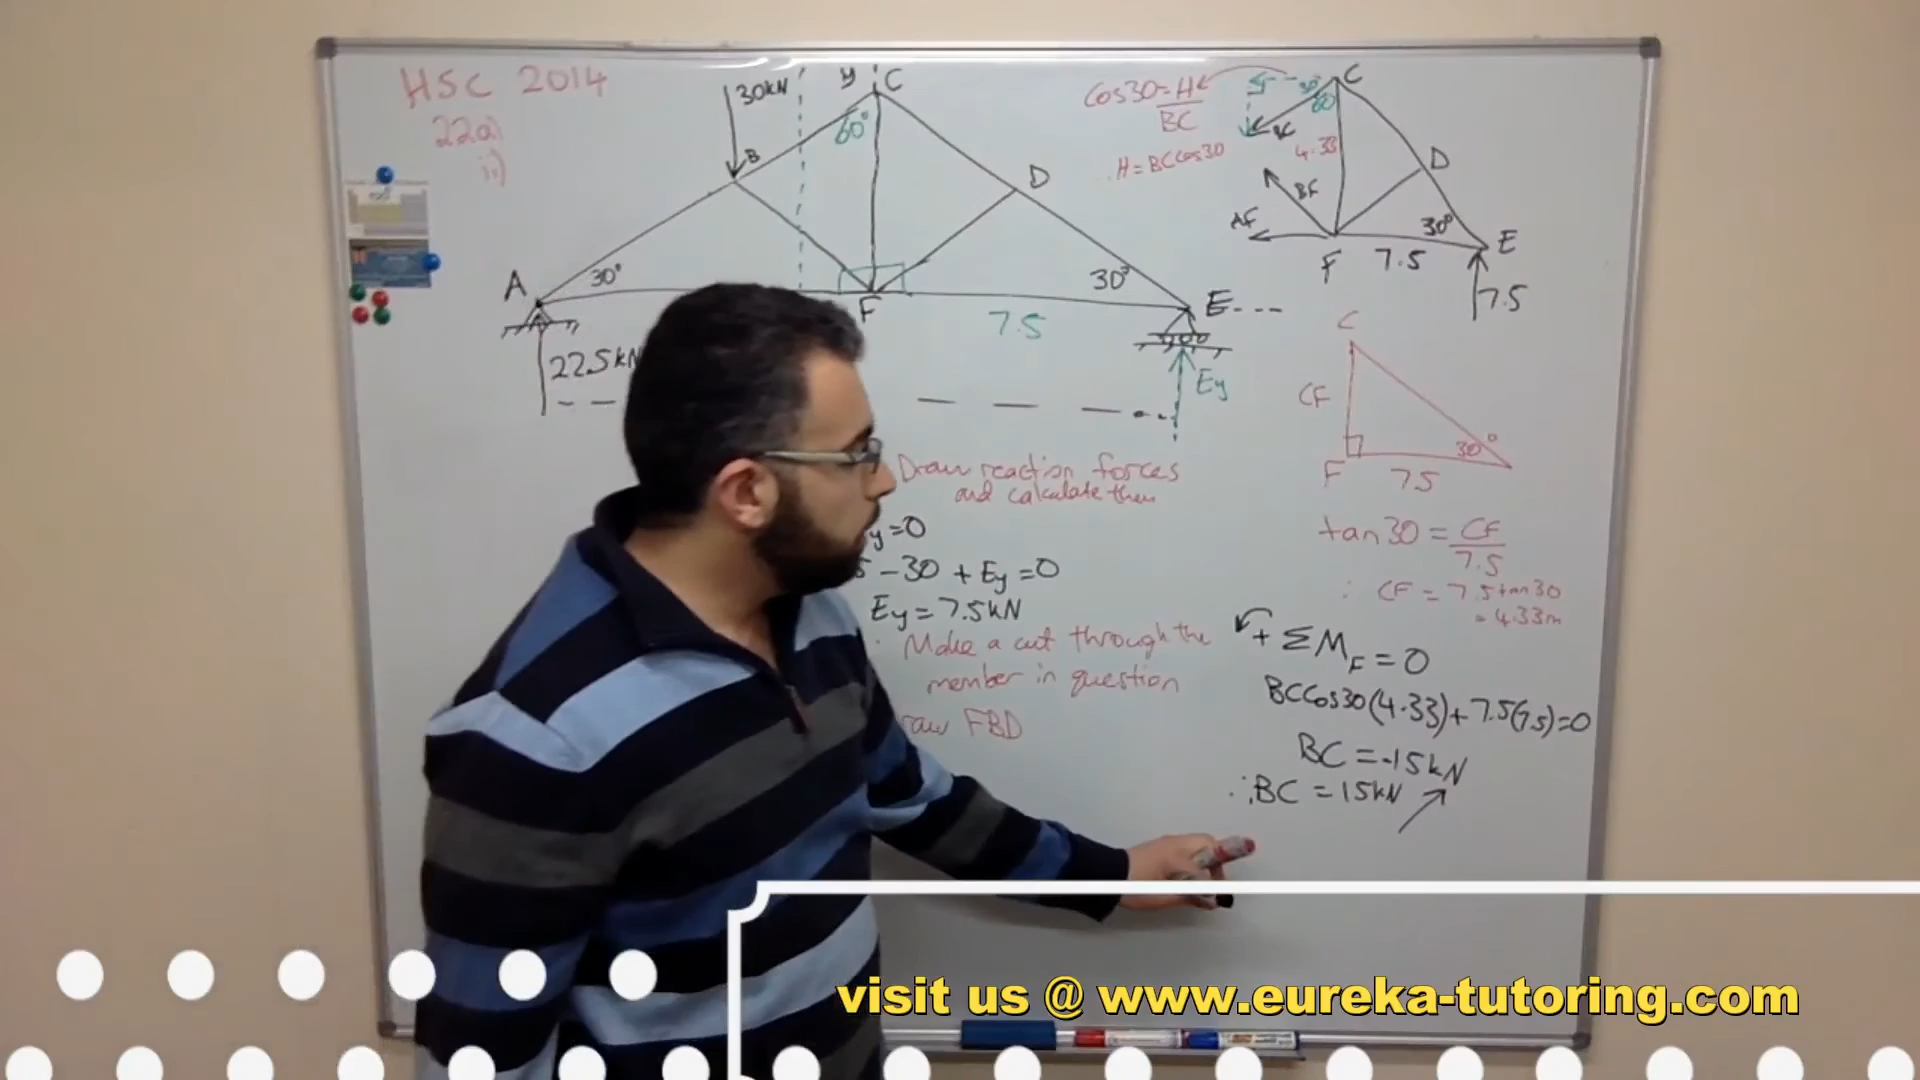 HSC 2014
22a)
ii)
30kN
y
C
60°
B
D
A
30°
30°
F
7.5
E
22.5kN
Ey
Draw reaction forces
and calculate them
y=0
-30 + Ey =0
Ey = 7.5kN
Make a cut through the
member in question
raw FBD
Cos30=H
BC
∴ H=BCcos30
C
30°
60
BC
4.33
D
BF
AF
30°
E
F
7.5
7.5
C
CF
30°
F
7.5
tan30 = CF
7.5
∴ CF = 7.5tan30
= 4.33m
+ ΣM F =0
BCcos30(4.33)+7.5(7.5)=0
BC =-15kN
∴BC =15kN
visit us @ www.eureka-tutoring.com